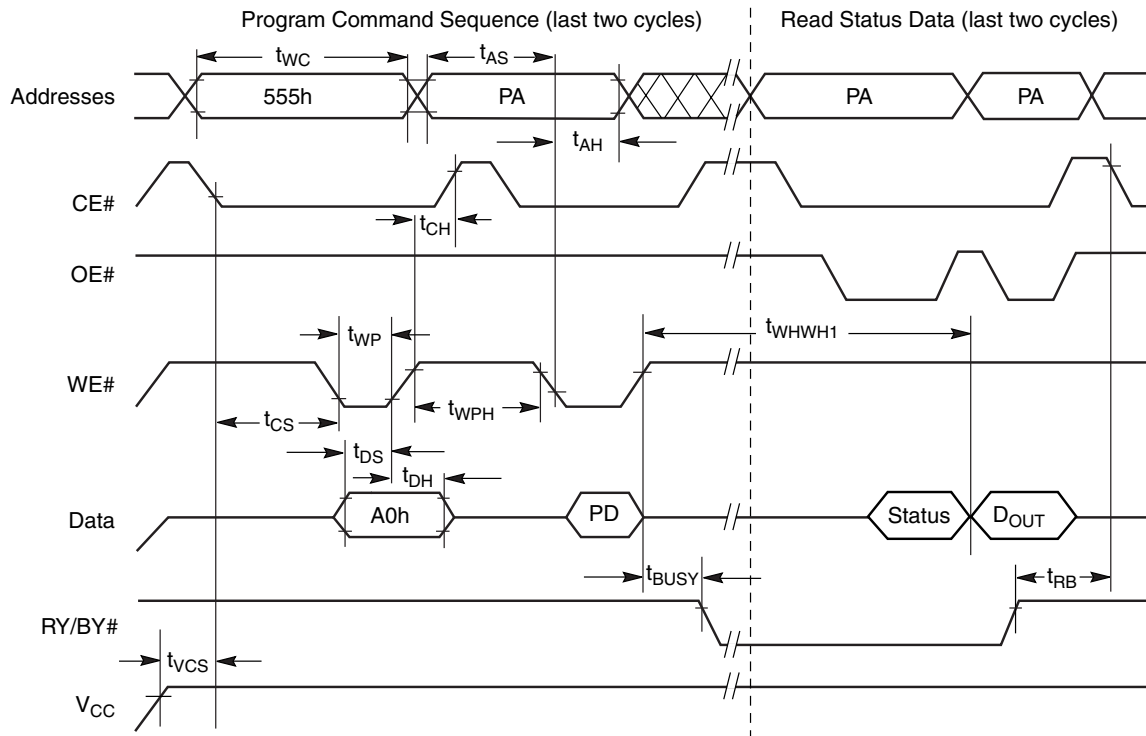 Program Command Sequence (last two cycles)
Read Status Data (last two cycles)
tWC
tAS
Addresses
555h
PA
PA
PA
tAH
CE#
tCH
OE#
tWP
tWHWH1
WE#
tCS
tWPH
tDS
tDH
Data
A0h
PD
Status
DOUT
tBUSY
tRB
RY/BY#
tVCS
VCC